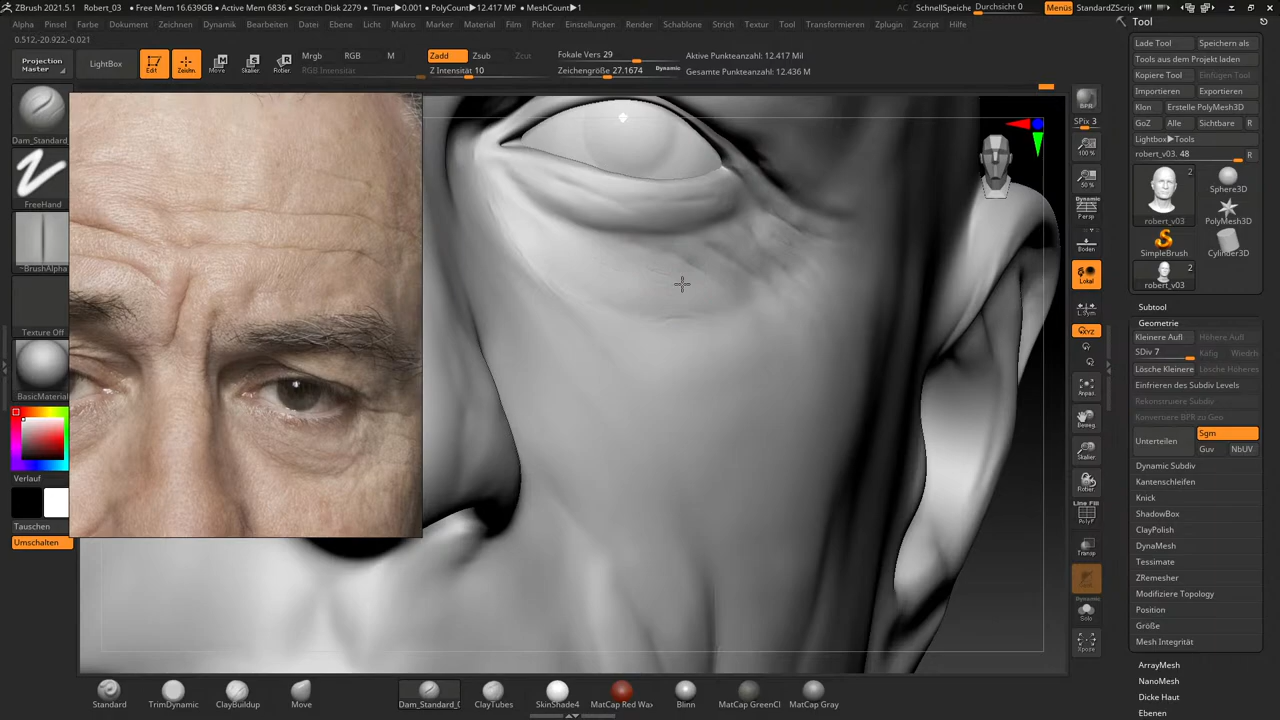 ZBrush 2021.5.1 Robert_03 • Free Mem 16.639GB • Active Mem 6836 • Scratch Disk 2279 • Timer▶0.001 • PolyCount▶12.417 MP • MeshCount▶1 AC SchnellSpeiche Durchsicht 0 Menüs StandardZScrip
Alpha Pinsel Farbe Dokument Zeichnen Dynamik Bearbeiten Datei Ebene Licht Makro Marker Material Film Picker Einstellungen Render Schablone Strich Textur Tool Transformieren Zplugin Zscript Hilfe
Tool
0.512,-20.922,-0.021
Projection
Master
LightBox
Edit
Zeichn.
Move
Skalier.
Rotier.
Mrgb RGB M
RGB Intensität
Zadd Zsub Zcut
Z Intensität 10
Fokale Vers 29
Zeichengröße 27.1674
Dynamic
Aktive Punkteanzahl: 12.417 Mil
Gesamte Punkteanzahl: 12.436 M
Dam_Standard_
FreeHand
~BrushAlpha
Texture Off
BasicMaterial
Verlauf
Tauschen
Umschalten
BPR
SPix 3
100%
50%
Dynamic
Persp
Boden
Lokal
L.Sym
XYZ
Anpas.
Beweg.
Skalier
Rotier.
Line Fill
PolyF
Transp
Dynamic
Solo
Xpose
Lade Tool Speichern als
Tools aus dem Projekt laden
Kopiere Tool Einfügen Tool
Importieren Exportieren
Klon Erstelle PolyMesh3D
GoZ Alle Sichtbare R
Lightbox▶Tools
robert_v03. 48 R
2
robert_v03
Sphere3D
PolyMesh3D
SimpleBrush
Cylinder3D
2
robert_v03
Subtool
Geometrie
Kleinere Aufl Höhere Aufl
SDiv 7 Käfig Wiedrh
Lösche Kleinere Lösche Höheres
Einfrieren des Subdiv Levels
Rekonstruiere Subdiv
Konvertiere BPR zu Geo
Unterteilen
Sgm
Guv NbUV
Dynamic Subdiv
Kantenschleifen
Knick
ShadowBox
ClayPolish
DynaMesh
Tessimate
ZRemesher
Modifiziere Topology
Position
Größe
Mesh Integrität
ArrayMesh
NanoMesh
Dicke Haut
Ebenen
Standard
TrimDynamic
ClayBuildup
Move
Dam_Standard_0
ClayTubes
SkinShade4
MatCap Red Wax
Blinn
MatCap GreenCl
MatCap Gray